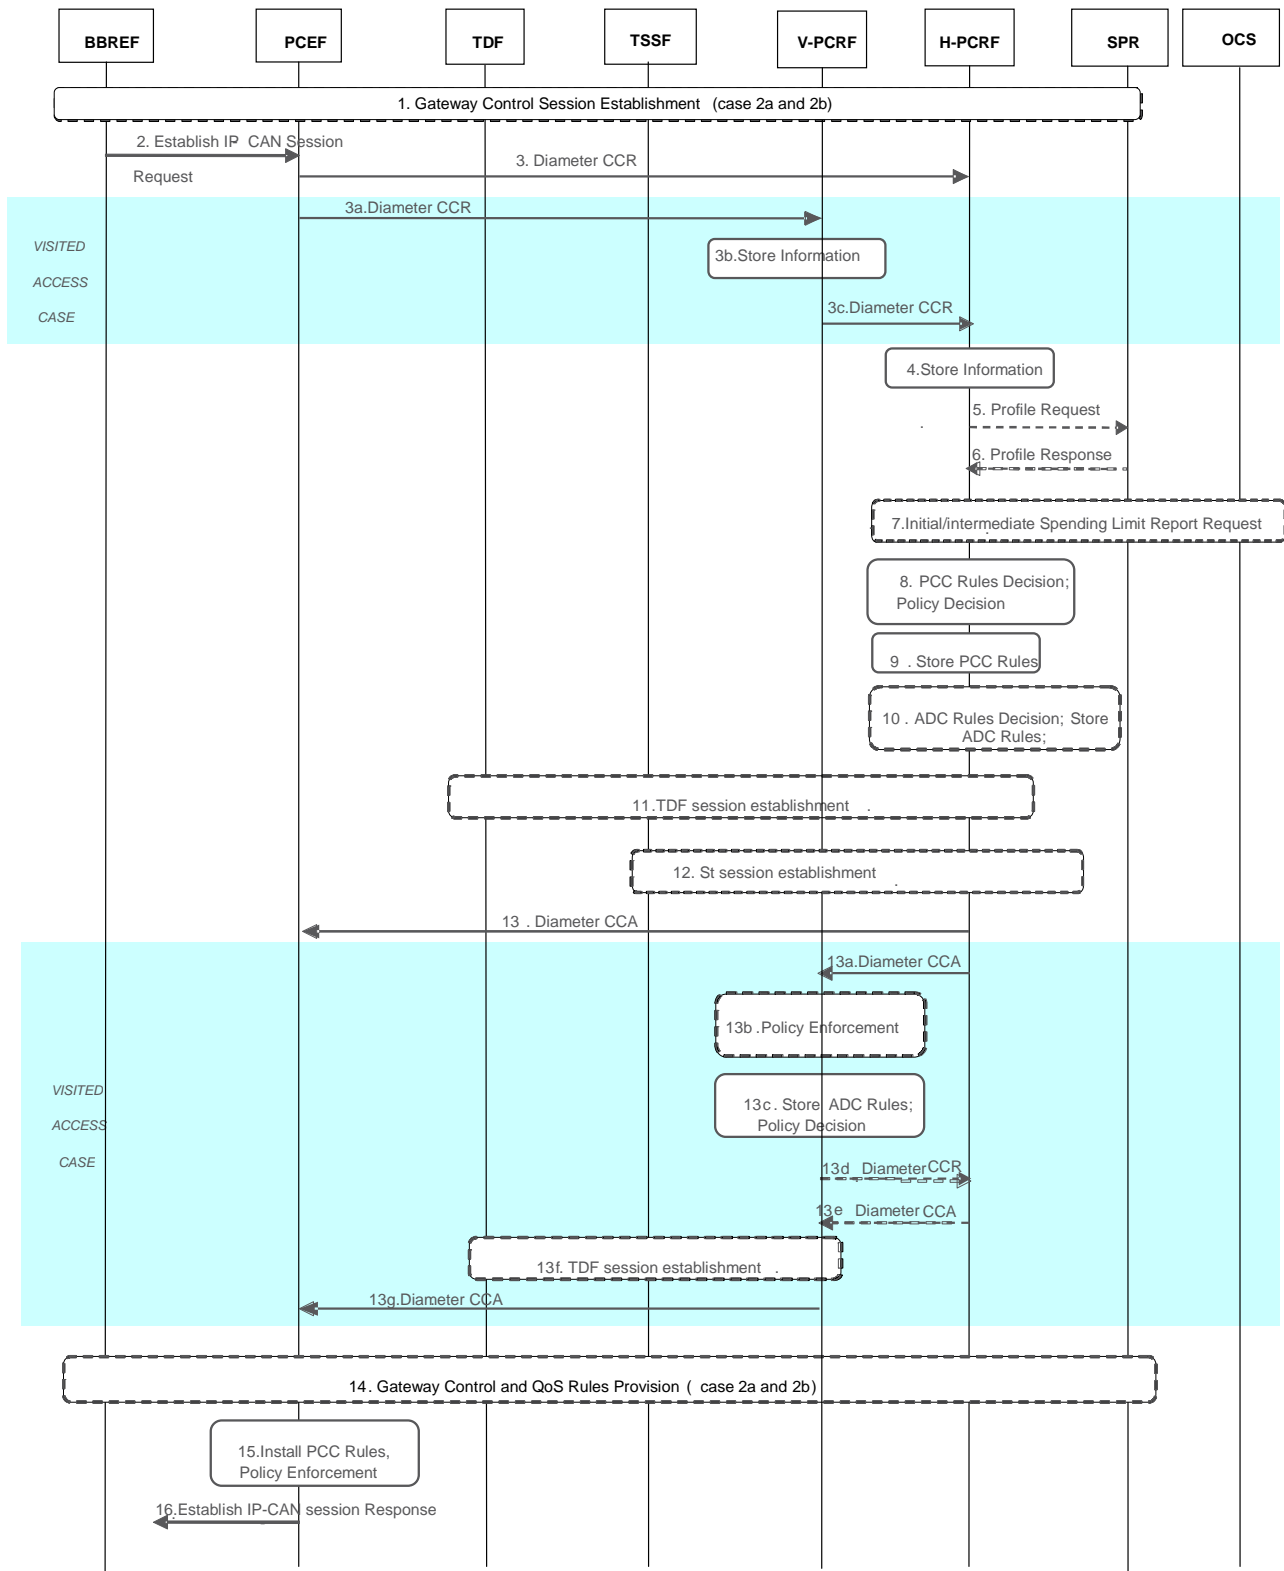 BBREF
PCEF
TDF
TSSF
V-PCRF
H-PCRF
SPR
OCS
1. Gateway Control Session Establishment (case 2a and 2b)
2. Establish IP CAN Session
Request
3. Diameter CCR
3a.Diameter CCR
VISITED
ACCESS
CASE
3b.Store Information
3c.Diameter CCR
4.Store Information
5. Profile Request
6. Profile Response
7.Initial/intermediate Spending Limit Report Request
8. PCC Rules Decision;
Policy Decision
9 . Store PCC Rules
10 . ADC Rules Decision; Store
ADC Rules;
11.TDF session establishment .
12. St session establishment .
13 . Diameter CCA
13a.Diameter CCA
13b.Policy Enforcement
VISITED
ACCESS
CASE
13c. Store ADC Rules;
Policy Decision
13d Diameter CCR
13e Diameter CCA
13f. TDF session establishment .
13g.Diameter CCA
14. Gateway Control and QoS Rules Provision ( case 2a and 2b)
15.Install PCC Rules,
Policy Enforcement
16.Establish IP-CAN session Response